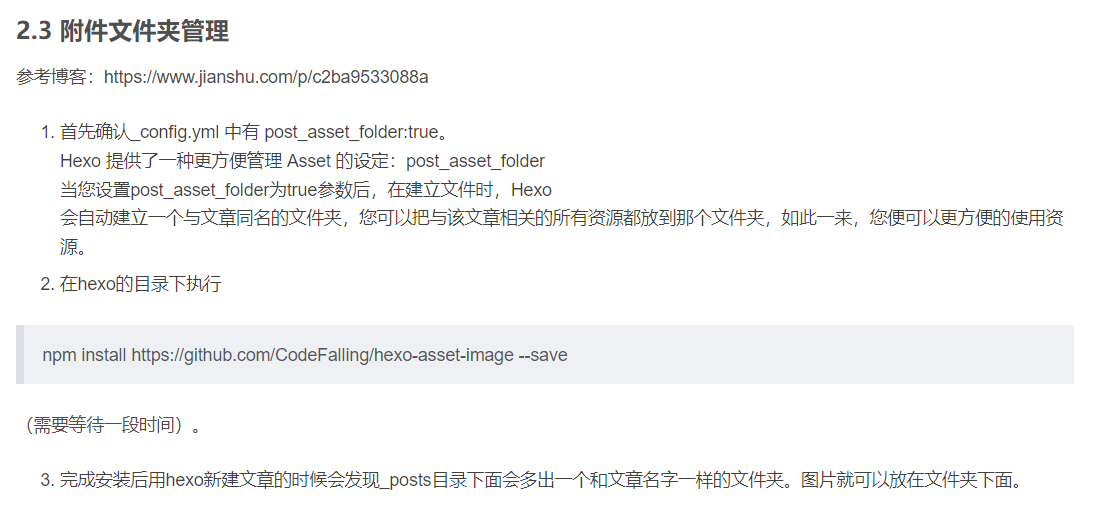 2.3 附件文件夹管理
参考博客：https://www.jianshu.com/p/c2ba9533088a
1. 首先确认_config.yml 中有 post_asset_folder:true。
Hexo 提供了一种更方便管理 Asset 的设定：post_asset_folder
当您设置post_asset_folder为true参数后，在建立文件时，Hexo
会自动建立一个与文章同名的文件夹，您可以把与该文章相关的所有资源都放到那个文件夹，如此一来，您便可以更方便的使用资
源。
2. 在hexo的目录下执行
npm install https://github.com/CodeFalling/hexo-asset-image --save
（需要等待一段时间）。
3. 完成安装后用hexo新建文章的时候会发现_posts目录下面会多出一个和文章名字一样的文件夹。图片就可以放在文件夹下面。